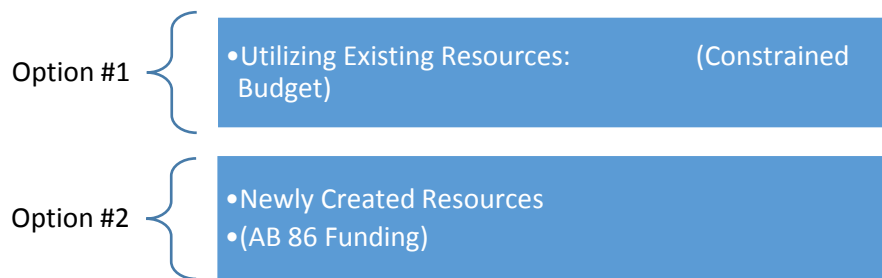 Option #1
•Utilizing Existing Resources: (Constrained
Budget)
Option #2
•Newly Created Resources
•(AB 86 Funding)